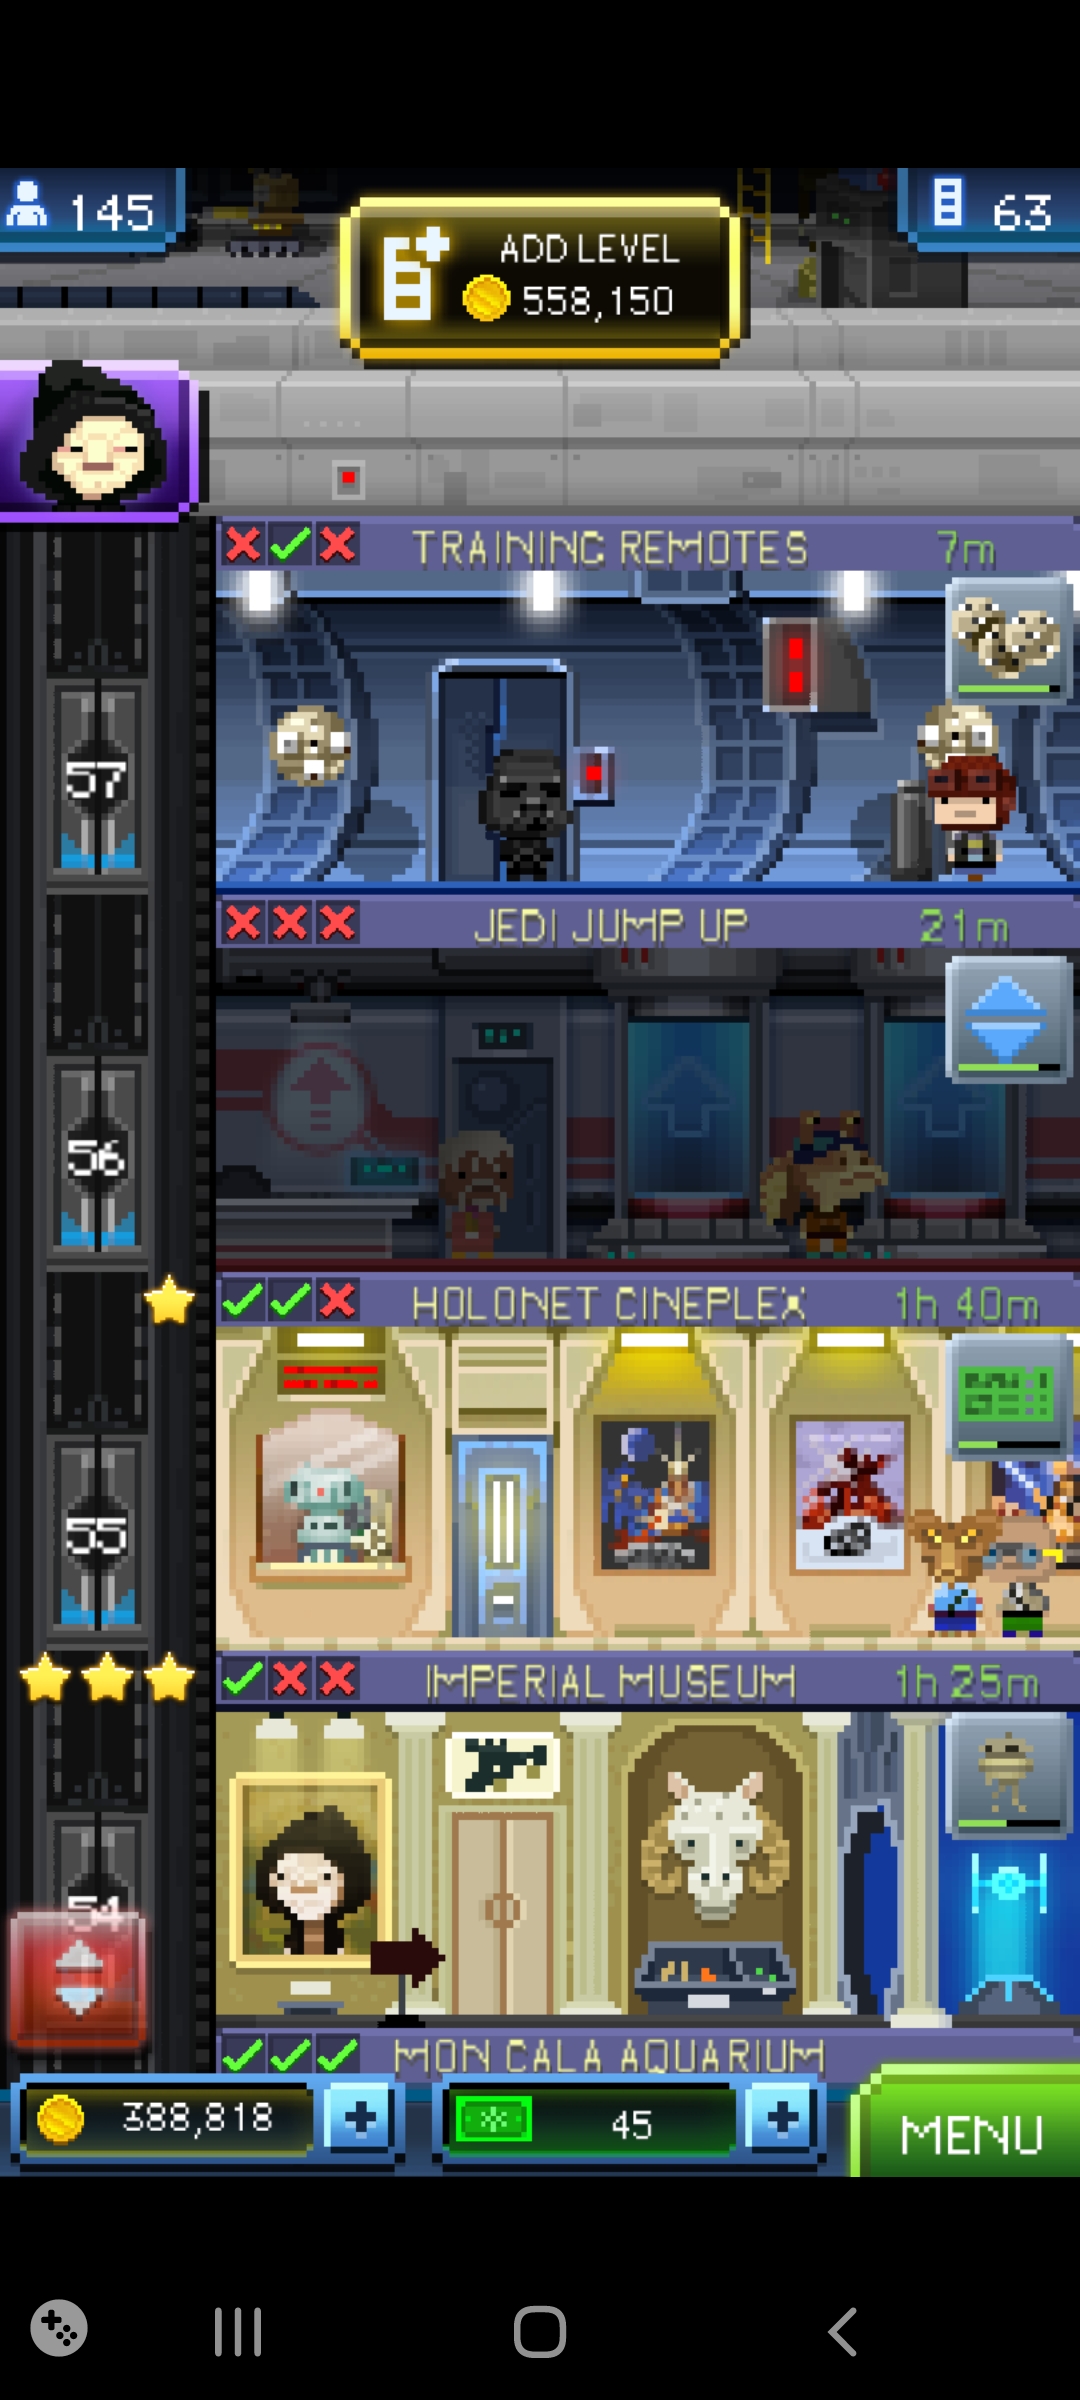 145
ADD LEVEL
558,150
63
TRAINING REMOTES 7m
57
JEDI JUMP UP 21m
56
HOLONET CINEPLEX 1h 40m
55
IMPERIAL MUSEUM 1h 25m
54
MON CALA AQUARIUM
388,818
45
MENU